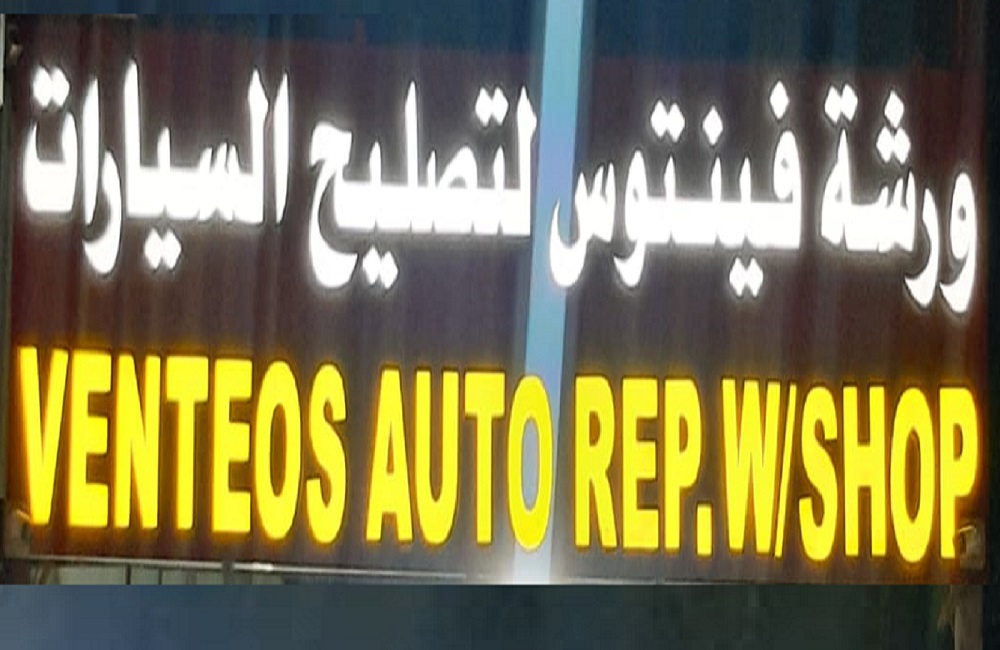 ورشة فينتوس لتصليح السيارات
VENTEOS AUTO REP.W/SHOP